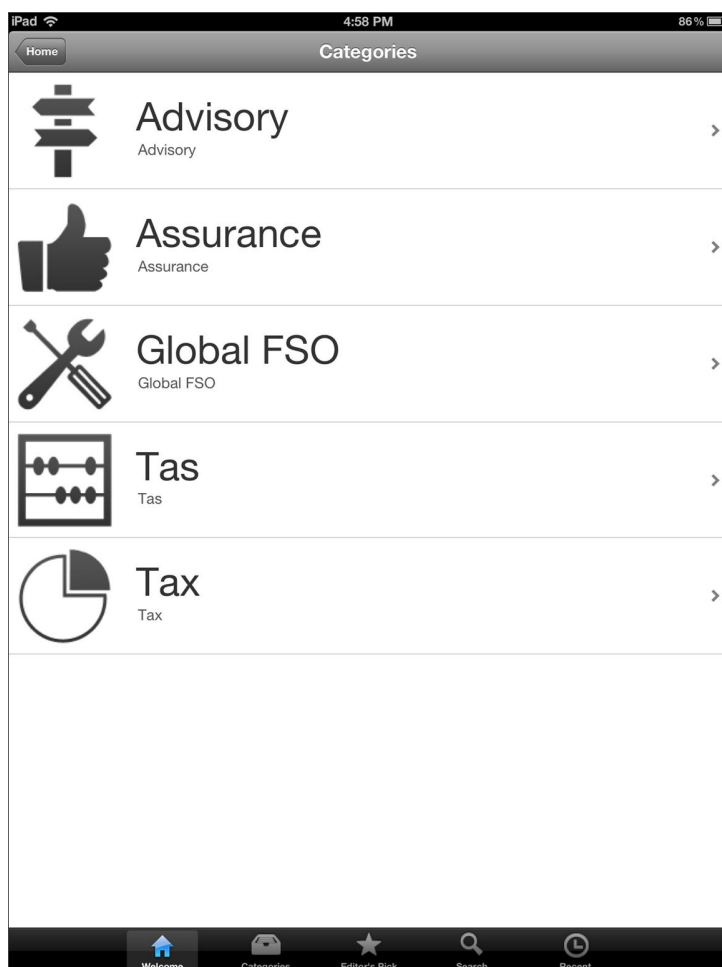 iPad 4:58 PM 86%
Home Categories
Advisory
Advisory
Assurance
Assurance
Global FSO
Global FSO
Tas
Tas
Tax
Tax
Welcome Categories Editor's Pick Search Recent